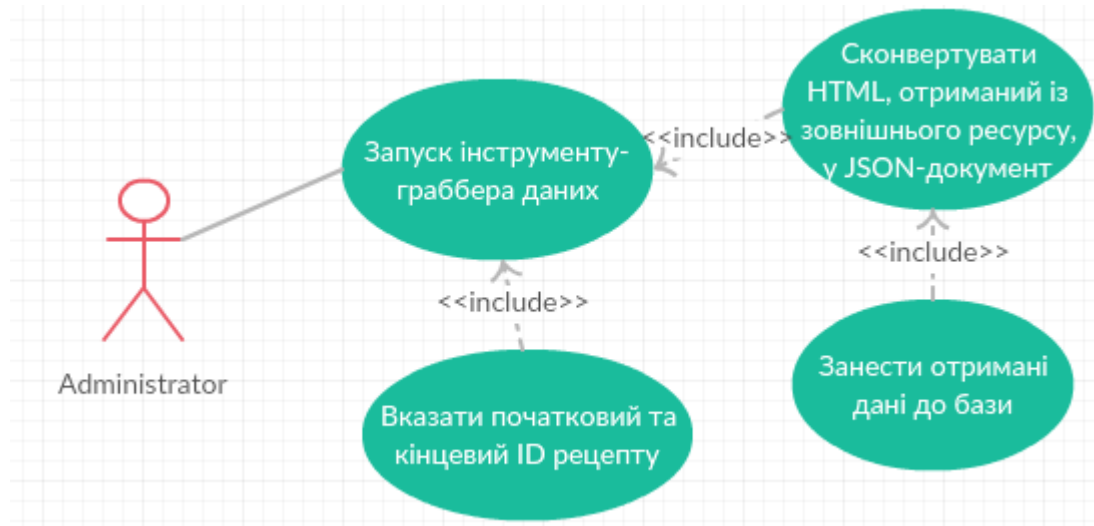 Сконвертувати
HTML, отриманий із
зовнішнього ресурсу,
у JSON-документ
<<include>>
Запуск інструменту-
граббера даних
<<include>>
<<include>>
Administrator
Занести отримані
дані до бази
Вказати початковий та
кінцевий ID рецепту